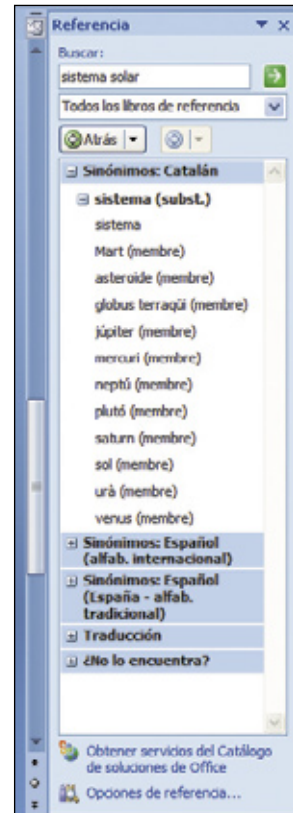 Referencia
Buscar:
sistema solar
Todos los libros de referencia
Atrás
Sinónimos: Catalán
sistema (subst.)
sistema
Mart (membre)
asteroide (membre)
globus terraqüi (membre)
júpiter (membre)
mercuri (membre)
neptú (membre)
plutó (membre)
saturn (membre)
sol (membre)
urà (membre)
venus (membre)
Sinónimos: Español
(alfab. internacional)
Sinónimos: Español
(España - alfab.
tradicional)
Traducción
¿No lo encuentra?
Obtener servicios del Catálogo
de soluciones de Office
Opciones de referencia...